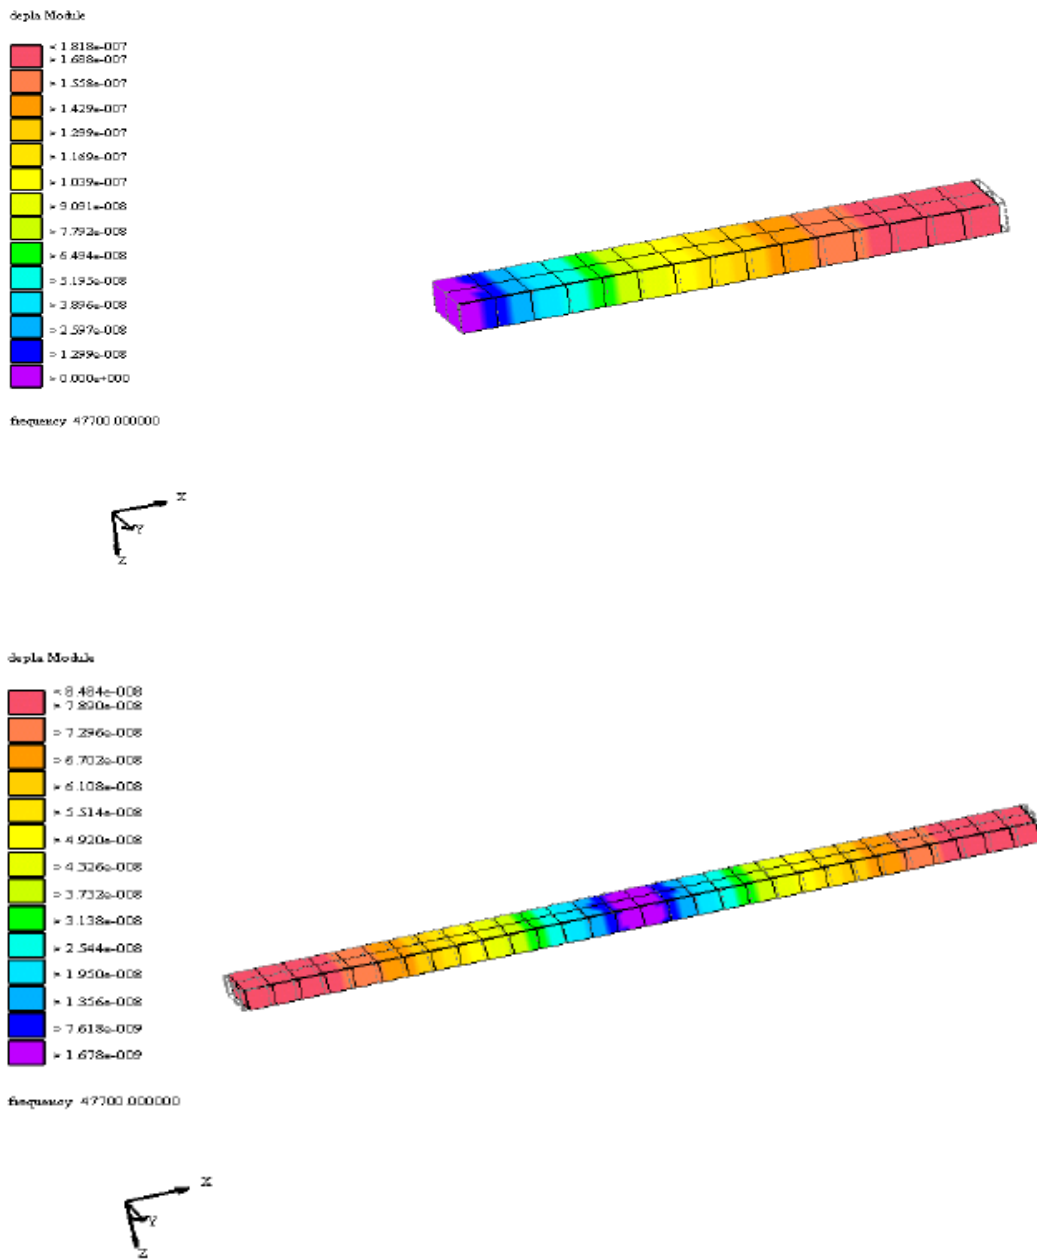 depla Module
< 1.818e-007
> 1.688e-007
> 1.558e-007
> 1.429e-007
> 1.299e-007
> 1.169e-007
> 1.039e-007
> 9.091e-008
> 7.792e-008
> 6.494e-008
> 5.195e-008
> 3.896e-008
> 2.597e-008
> 1.299e-008
> 0.000e+000
frequency 47700.000000
X
Y
Z
depla Module
< 8.484e-008
> 7.890e-008
> 7.296e-008
> 6.702e-008
> 6.108e-008
> 5.514e-008
> 4.920e-008
> 4.326e-008
> 3.732e-008
> 3.138e-008
> 2.544e-008
> 1.950e-008
> 1.356e-008
> 7.618e-009
> 1.678e-009
frequency 47700.000000
X
Y
Z